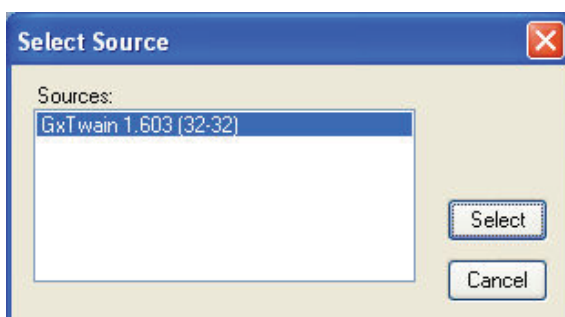 Select Source
Sources:
GxTwain 1.603 (32-32)
Select
Cancel